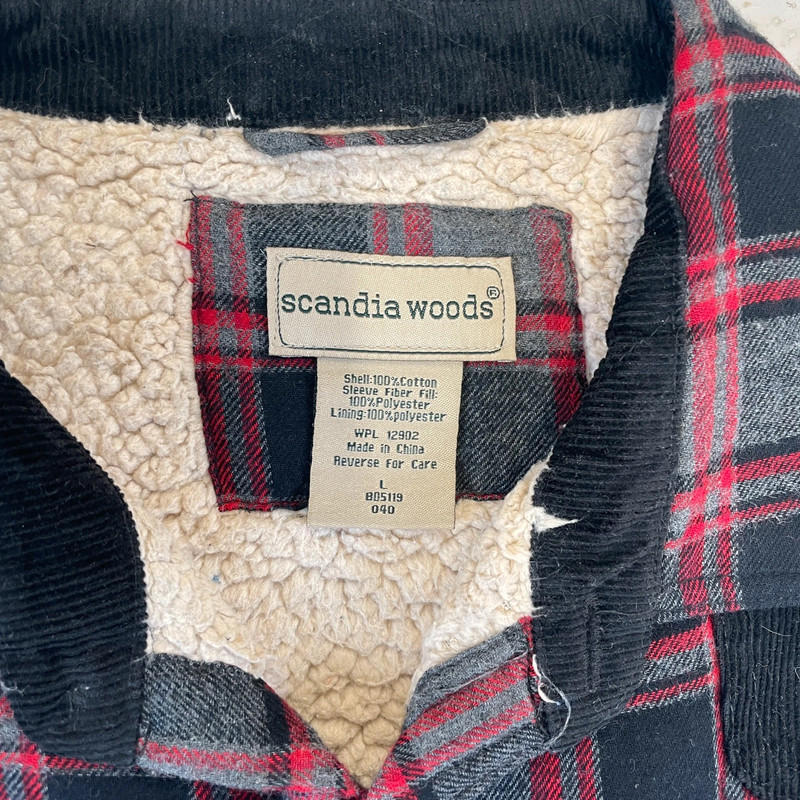 scandia woods®
Shell:100%Cotton
Sleeve Fiber Fill:
100%Polyester
Lining:100%polyester
WPL 12902
Made in China
Reverse For Care
L
BD5119
040